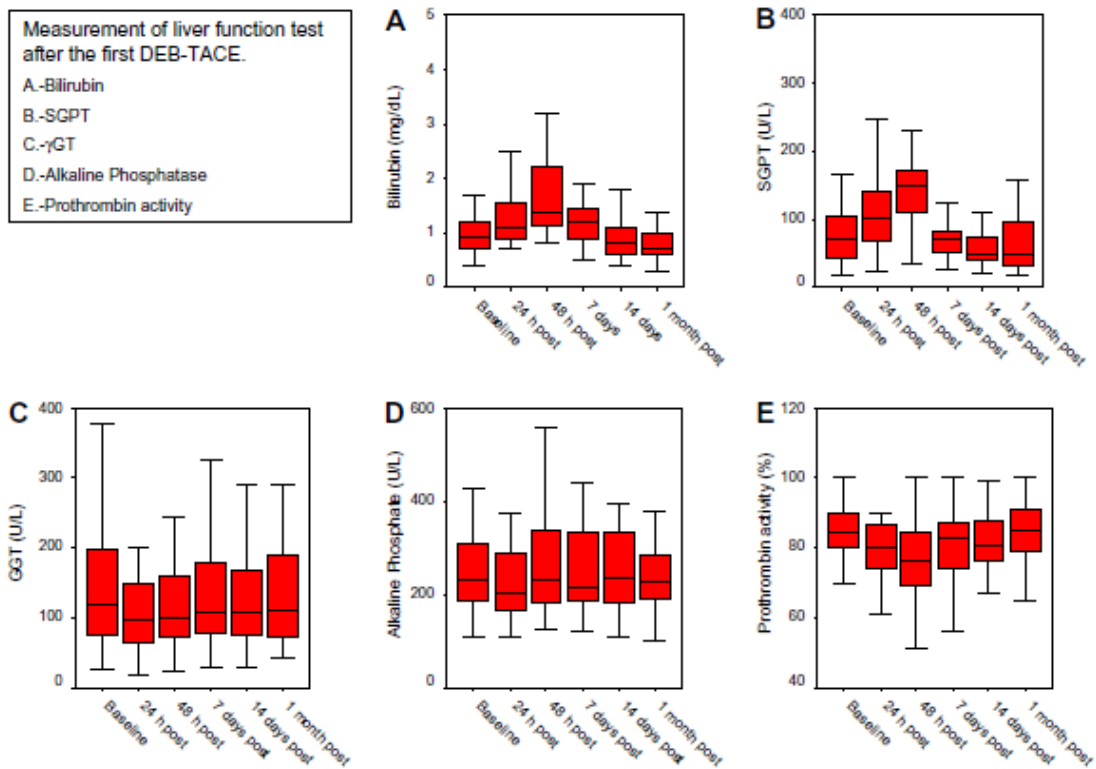 Measurement of liver function test
after the first DEB-TACE.
A.-Bilirubin
B.-SGPT
C.-γGT
D.-Alkaline Phosphatase
E.-Prothrombin activity
A
Bilirubin (mg/dL)
5
4
3
2
1
0
Baseline
24 h post
48 h post
7 days
14 days
1 month post
B
SGPT (U/L)
400
300
200
100
0
Baseline
24 h post
48 h post
7 days post
14 days post
1 month post
C
GGT (U/L)
400
300
200
100
0
Baseline
24 h post
48 h post
7 days post
14 days post
1 month post
D
Alkaline Phosphate (U/L)
600
400
200
0
Baseline
24 h post
48 h post
7 days post
14 days post
1 month post
E
Prothrombin activity (%)
120
100
80
60
40
Baseline
24 h post
48 h post
7 days post
14 days post
1 month post